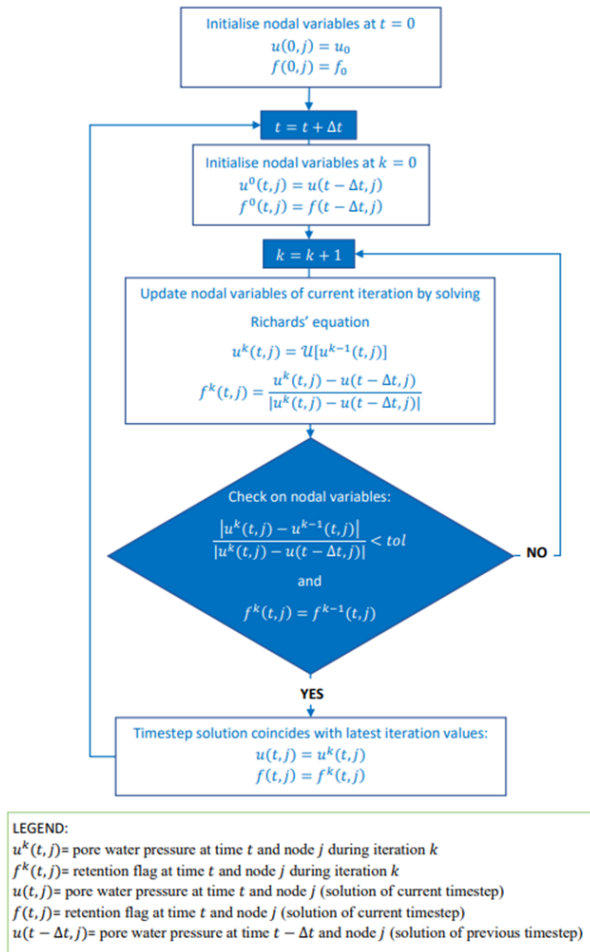 Initialise nodal variables at t = 0
u(0,j) = u₀
f(0,j) = f₀
t = t + Δt
Initialise nodal variables at k = 0
u⁰(t,j) = u(t − Δt,j)
f⁰(t,j) = f(t − Δt,j)
k = k + 1
Update nodal variables of current iteration by solving
Richards' equation
uᵏ(t,j) = 𝒰[uᵏ⁻¹(t,j)]
fᵏ(t,j) = (uᵏ(t,j) − u(t − Δt,j)) / |uᵏ(t,j) − u(t − Δt,j)|
Check on nodal variables:
|uᵏ(t,j) − uᵏ⁻¹(t,j)| / |uᵏ(t,j) − u(t − Δt,j)| < tol
and
fᵏ(t,j) = fᵏ⁻¹(t,j)
NO
YES
Timestep solution coincides with latest iteration values:
u(t,j) = uᵏ(t,j)
f(t,j) = fᵏ(t,j)
LEGEND:
uᵏ(t,j)= pore water pressure at time t and node j during iteration k
fᵏ(t,j)= retention flag at time t and node j during iteration k
u(t,j)= pore water pressure at time t and node j (solution of current timestep)
f(t,j)= retention flag at time t and node j (solution of current timestep)
u(t − Δt,j)= pore water pressure at time t − Δt and node j (solution of previous timestep)